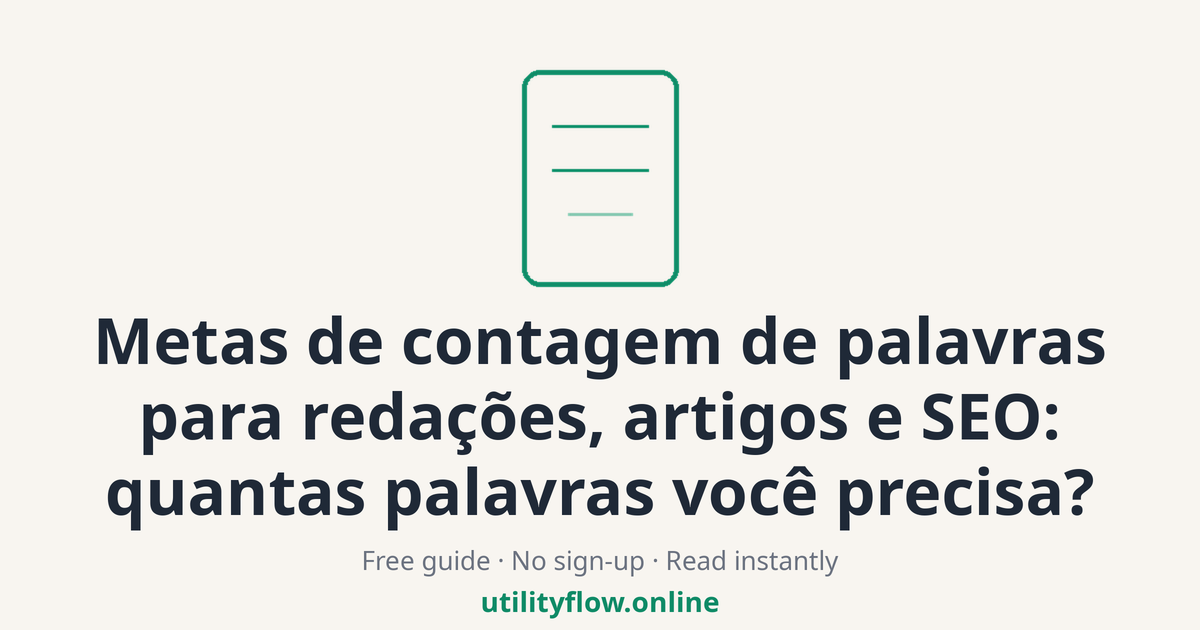 Metas de contagem de palavras
para redações, artigos e SEO:
quantas palavras você precisa?
Free guide · No sign-up · Read instantly
utilityflow.online